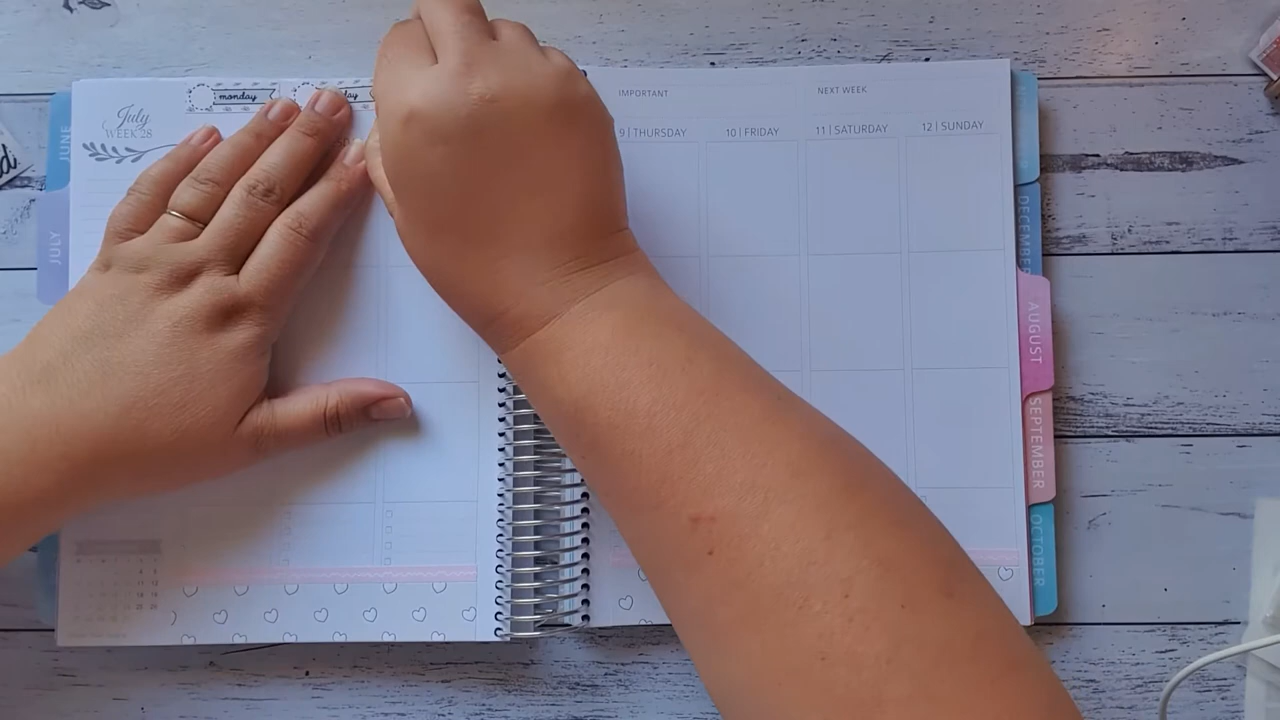 monday
July
WEEK 28
IMPORTANT
NEXT WEEK
9 | THURSDAY
10 | FRIDAY
11 | SATURDAY
12 | SUNDAY
JUNE
JULY
DECEMBER
AUGUST
SEPTEMBER
OCTOBER